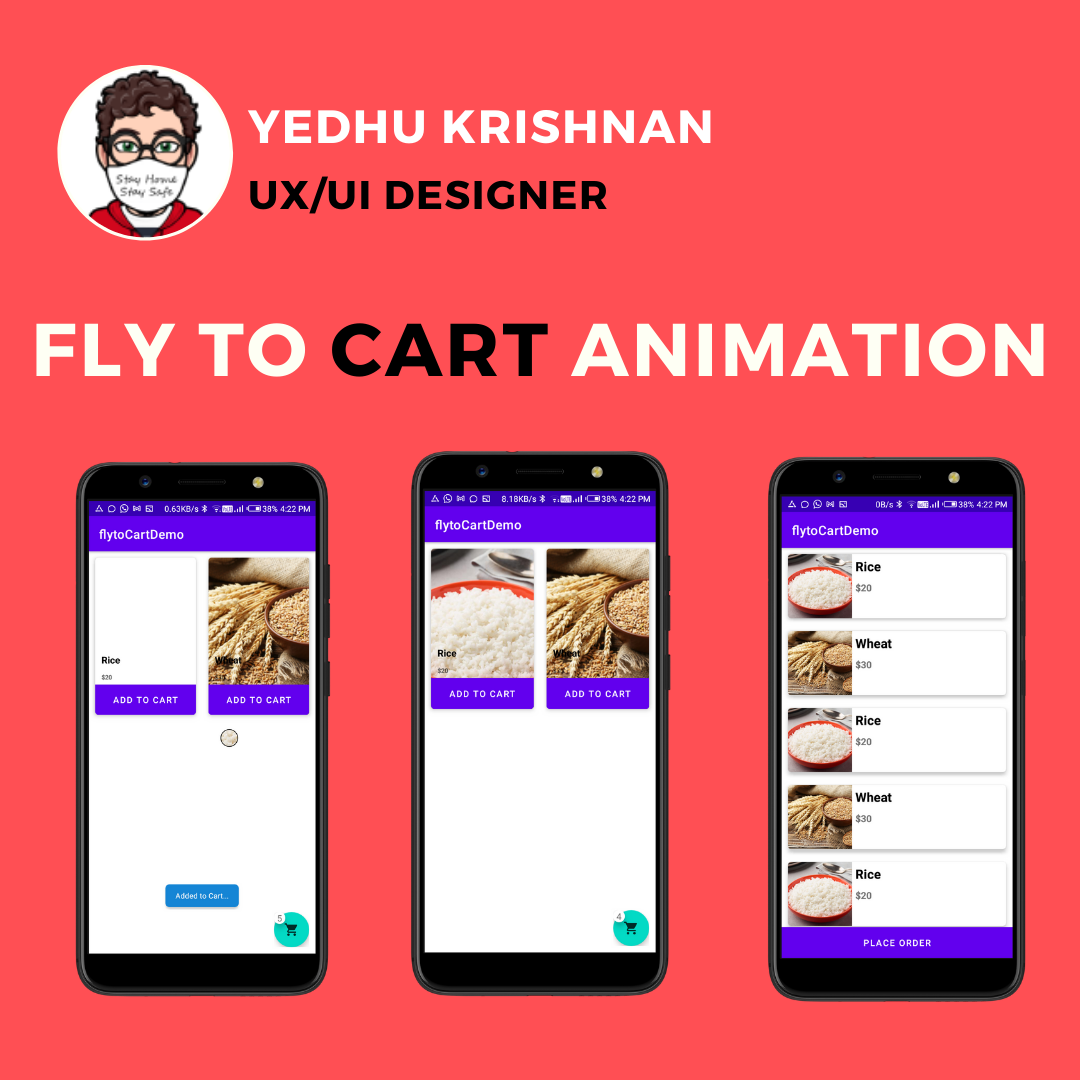 Stay Home
Stay Safe
YEDHU KRISHNAN
UX/UI DESIGNER
FLY TO CART ANIMATION
0.63KB/s 38% 4:22 PM
flytoCartDemo
Rice
$20
ADD TO CART
Wheat
ADD TO CART
Added to Cart...
5
8.18KB/s 38% 4:22 PM
flytoCartDemo
Rice
$20
ADD TO CART
Wheat
ADD TO CART
4
0B/s 38% 4:22 PM
flytoCartDemo
Rice
$20
Wheat
$30
Rice
$20
Wheat
$30
Rice
$20
PLACE ORDER